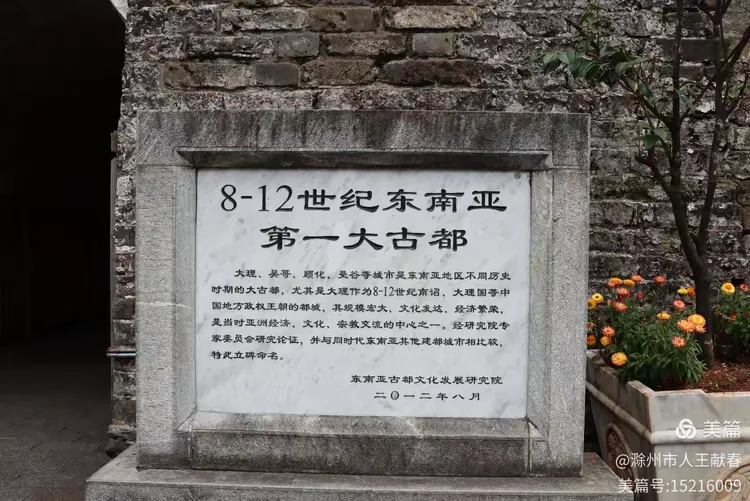 8-12世纪东南亚
第一大古都
大理、吴哥、顺化、曼谷等城市是东南亚地区不同历史
时期的大古都，尤其是大理作为8-12世纪南诏、大理国等中
国地方政权王朝的都城，其规模宏大、文化发达、经济繁荣，
是当时亚洲经济、文化、宗教交流的中心之一。经研究院专
家委员会研究论证，并与同时代东南亚其他建都城市相比较，
特此立碑命名。
东南亚古都文化发展研究院
二〇一二年八月
美篇
@滁州市人王献春
美篇号:15216009